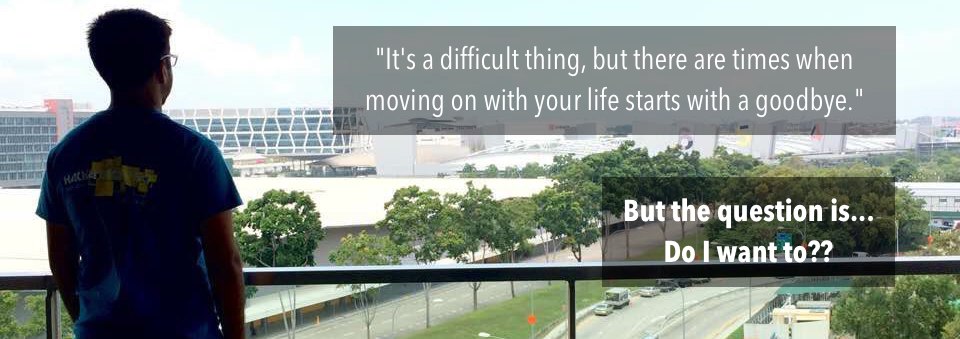 "It's a difficult thing, but there are times when
moving on with your life starts with a goodbye."
But the question is...
Do I want to??